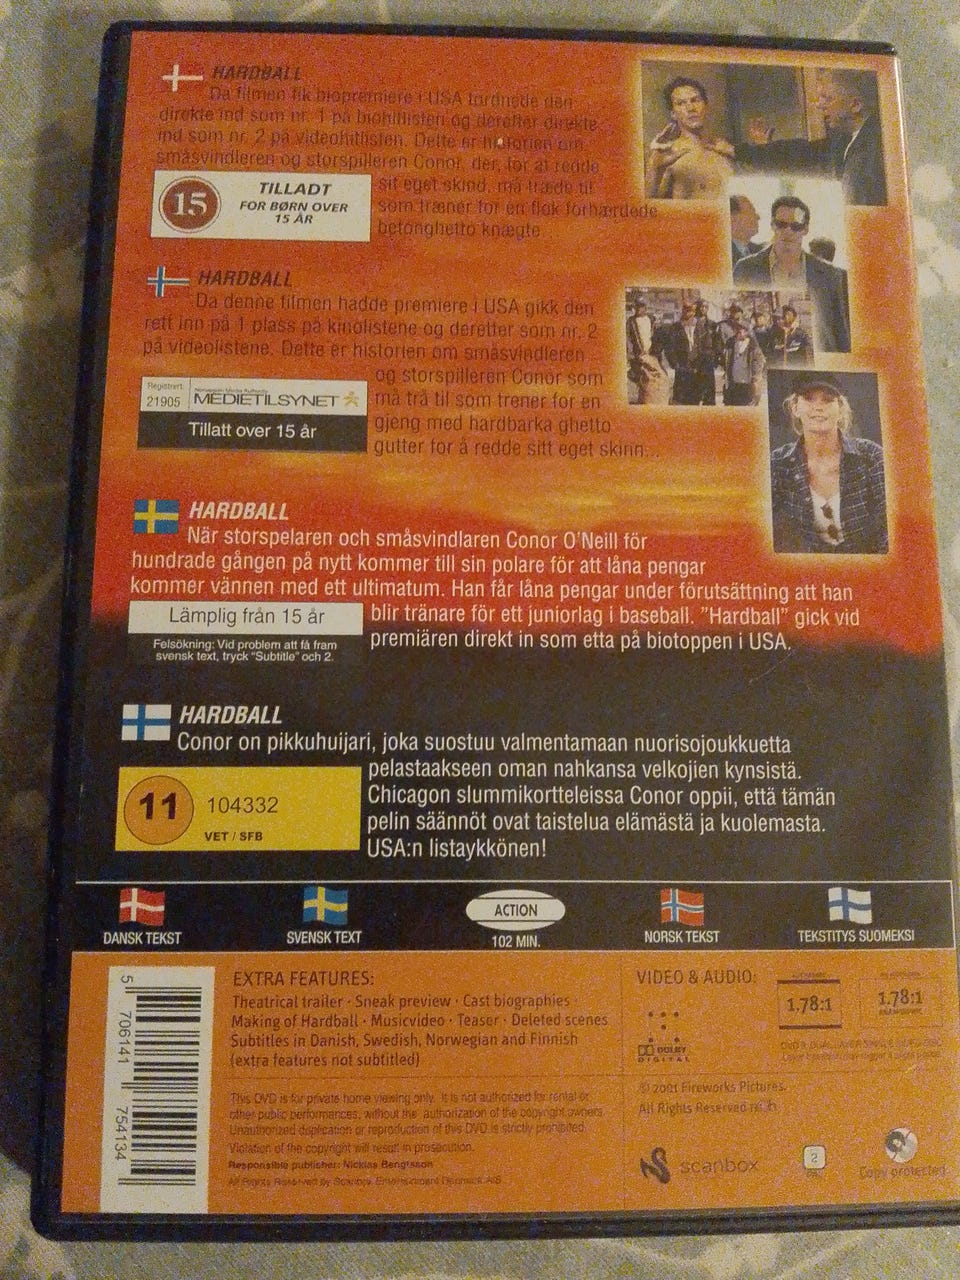 HARDBALL
Da filmen fik biopremiere i USA tordnede den
direkte ind som nr. 1 på biohitlisten og derefter direkte
ind som nr. 2 på videohitlisten. Dette er historien om
småsvindleren og storspilleren Conor, der, for at redde
sit eget skind, må træde til
som træner for en flok forhærdede
betonghetto knægte...
15
TILLADT
FOR BØRN OVER
15 ÅR
HARDBALL
Da denne filmen hadde premiere i USA gikk den
rett inn på 1 plass på kinolistene og deretter som nr. 2
på videolistene. Dette er historien om småsvindleren
og storspilleren Conor som
må trå til som trener for en
gjeng med hardbarka ghetto
gutter for å redde sitt eget skinn...
Registrert:
21905
Norwegian Media Authority
MEDIETILSYNET
Tillatt over 15 år
HARDBALL
När storspelaren och småsvindlaren Conor O'Neill för
hundrade gången på nytt kommer till sin polare för att låna pengar
kommer vännen med ett ultimatum. Han får låna pengar under förutsättning att han
blir tränare för ett juniorlag i baseball. "Hardball" gick vid
premiären direkt in som etta på biotoppen i USA.
Lämplig från 15 år
Felsökning: Vid problem att få fram
svensk text, tryck "Subtitle" och 2.
HARDBALL
Conor on pikkuhuijari, joka suostuu valmentamaan nuorisojoukkuetta
pelastaakseen oman nahkansa velkojien kynsistä.
Chicagon slummikortteleissa Conor oppii, että tämän
pelin säännöt ovat taistelua elämästä ja kuolemasta.
USA:n listaykkönen!
11
104332
VET / SFB
DANSK TEKST
SVENSK TEXT
ACTION
102 MIN.
NORSK TEKST
TEKSTITYS SUOMEKSI
5 706141 754134
EXTRA FEATURES:
Theatrical trailer · Sneak preview · Cast biographies
Making of Hardball · Musicvideo · Teaser · Deleted scenes
Subtitles in Danish, Swedish, Norwegian and Finnish
(extra features not subtitled)
VIDEO & AUDIO:
1.78:1
1.78:1
DOLBY
DIGITAL
This DVD is for private home viewing only. It is not authorized for rental or
other public performances, without the authorization of the copyright owners.
Unauthorized duplication or reproduction of this DVD is strictly prohibited.
Violation of the copyright will result in prosecution.
Responsible publisher: Nicklas Bengtsson
All Rights Reserved by Scanbox Entertainment Denmark A/S
© 2001 Fireworks Pictures.
All Rights Reserved
scanbox
2
Copy protected